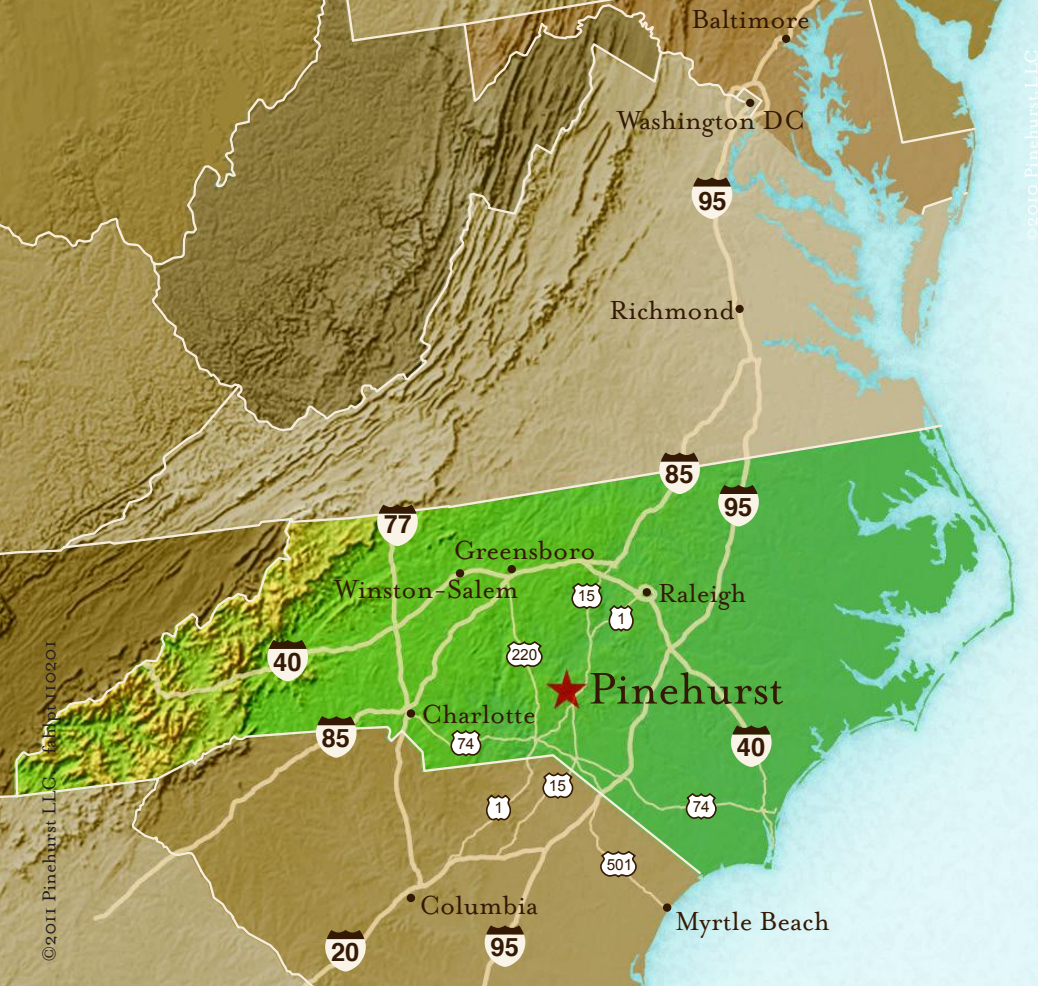 Baltimore
Washington DC
95
Richmond
85
95
77
Greensboro
Winston-Salem
15
Raleigh
1
220
40
Pinehurst
Charlotte
85
74
40
15
1
74
501
Columbia
Myrtle Beach
20
95
©2011 Pinehurst LLC
©2010 Pinehurst LLC